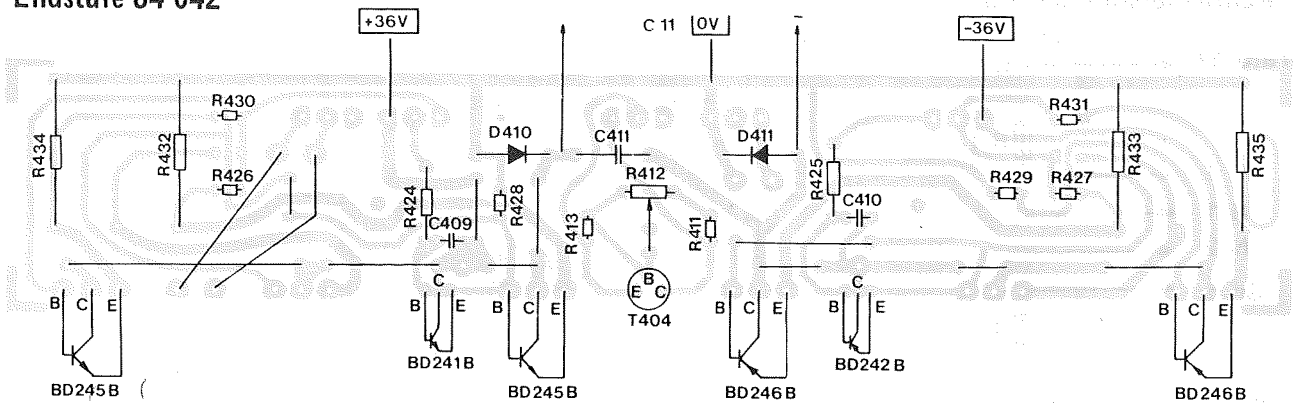 Endstufe 84 042
+36V
C 11 0V
-
-36V
R430
R431
R434
R432
D410
C411
D411
R425
R433
R435
R426
R424
R428
R412
R429
R427
C409
R413
R411
C410
B C E
C
B E
B C E
B
E C
T404
B C E
C
B E
B C E
BD245B
BD241B
BD245B
BD246B
BD242B
BD246B